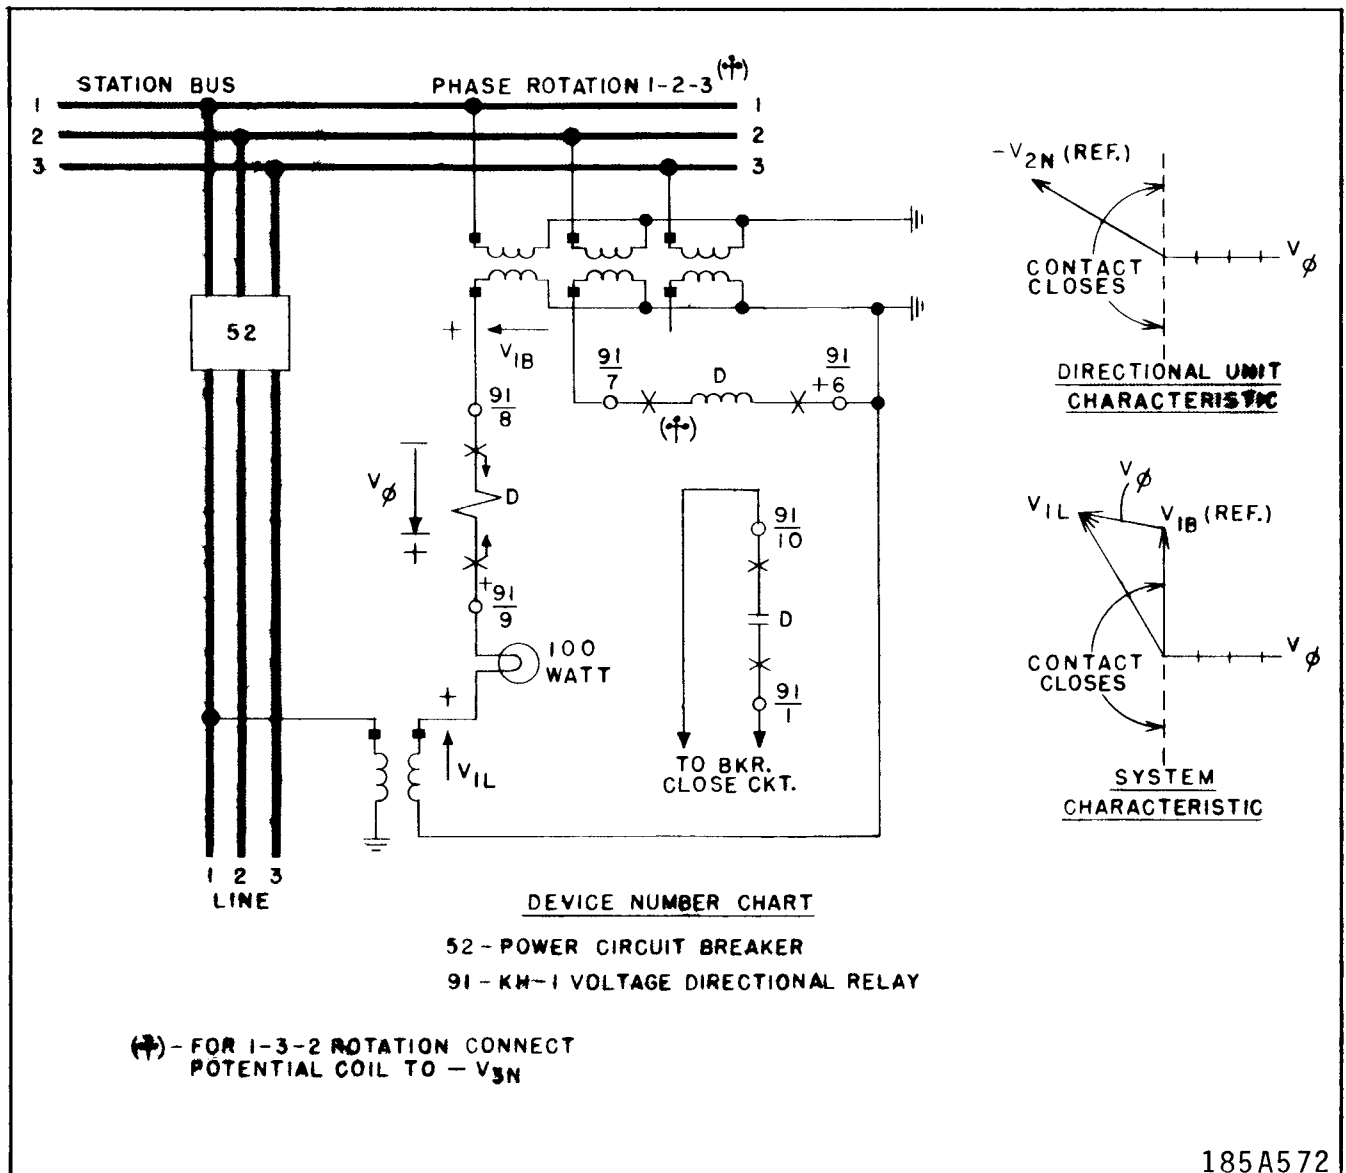 STATION BUS
PHASE ROTATION 1-2-3 (‡)
1 1
2 2
3 3
-V2N (REF.)
CONTACT
CLOSES
Vϕ
DIRECTIONAL UNIT
CHARACTERISTIC
52
+
V1B
91/7
D
91/+6
(‡)
91/8
Vϕ
+
D
+
91/9
100
WATT
91/10
D
91/1
TO BKR.
CLOSE CKT.
+
V1L
V1L
Vϕ
V1B (REF.)
CONTACT
CLOSES
Vϕ
SYSTEM
CHARACTERISTIC
1 2 3
LINE
DEVICE NUMBER CHART
52 - POWER CIRCUIT BREAKER
91 - KH-1 VOLTAGE DIRECTIONAL RELAY
(‡) - FOR 1-3-2 ROTATION CONNECT
POTENTIAL COIL TO - V3N
185A572